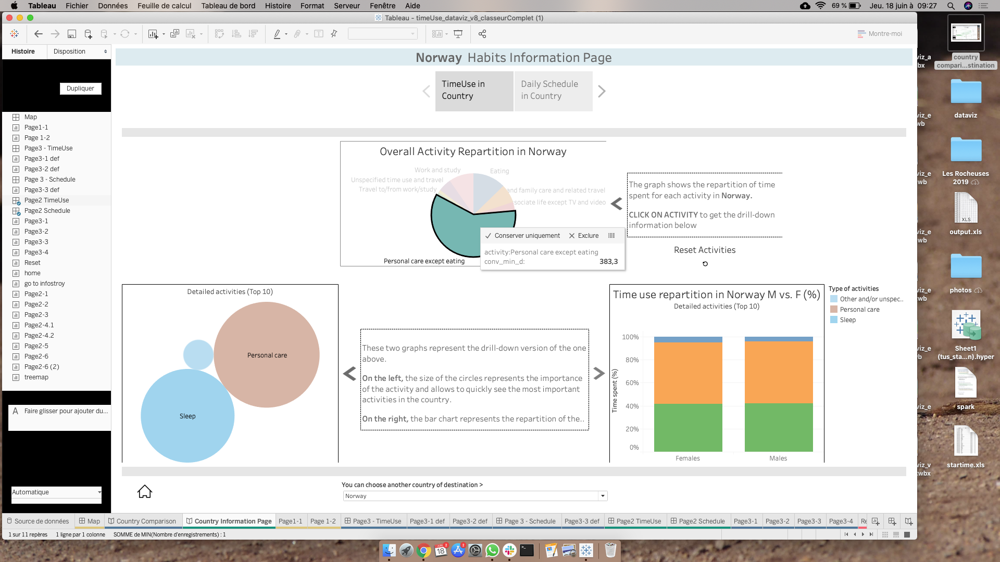 Tableau Fichier Données Feuille de calcul Tableau de bord Histoire Format Serveur Fenêtre Aide
69 % Jeu. 18 juin à 09:27
Tableau - timeUse_dataviz_v8_classeurComplet (1)
Montre-moi
Histoire
Disposition
Dupliquer
Map
Page1-1
Page 1-2
Page3 - TimeUse
Page3-1 def
Page3-2 def
Page 3 - Schedule
Page3-3 def
Page2 TimeUse
Page2 Schedule
Page3-1
Page3-2
Page3-3
Page3-4
Reset
home
go to infostroy
Page2-1
Page2-2
Page2-3
Page2-4.1
Page2-4.2
Page2-5
Page2-6
Page2-6 (2)
treemap
A Faire glisser pour ajouter du...
Automatique
Norway Habits Information Page
TimeUse in
Country
Daily Schedule
in Country
Overall Activity Repartition in Norway
Work and study
Eating
Unspecified time use and travel
Travel to/from work/study
and family care and related travel
sociate life except TV and video
Personal care except eating
Conserver uniquement
Exclure
activity:Personal care except eating
conv_min_d: 383,3
The graph shows the repartition of time
spent for each activity in Norway.
CLICK ON ACTIVITY to get the drill-down
information below
Reset Activities
Detailed activities (Top 10)
Personal care
Sleep
These two graphs represent the drill-down version of the one
above.
On the left, the size of the circles represents the importance
of the activity and allows to quickly see the most important
activities in the country.
On the right, the bar chart represents the repartition of the..
Time use repartition in Norway M vs. F (%)
Detailed activities (Top 10)
Time spent (%)
100%
80%
60%
40%
20%
0%
Females
Males
Type of activities
Other and/or unspec..
Personal care
Sleep
You can choose another country of destination >
Norway
Source de données
Map
Country Comparison
Country Information Page
Page1-1
Page 1-2
Page3 - TimeUse
Page3-1 def
Page3-2 def
Page 3 - Schedule
Page3-3 def
Page2 TimeUse
Page2 Schedule
Page3-1
Page3-2
Page3-3
Page3-4
Re
1 sur 11 repères
1 ligne par 1 colonne
SOMME de MIN(Nombre d'enregistrements) : 1
country
compari...stination
dataviz
Les Rocheuses
2019
XLS
output.xls
photos
Sheet1
(tus_sta...n).hyper
spark
startime.xls
viz_a
bx
viz_e
wb
viz_e
wb
viz_e
wb
viz_e
wb
viz_e
b
viz_e
viz_v
wbx
JUIN
18
2
2